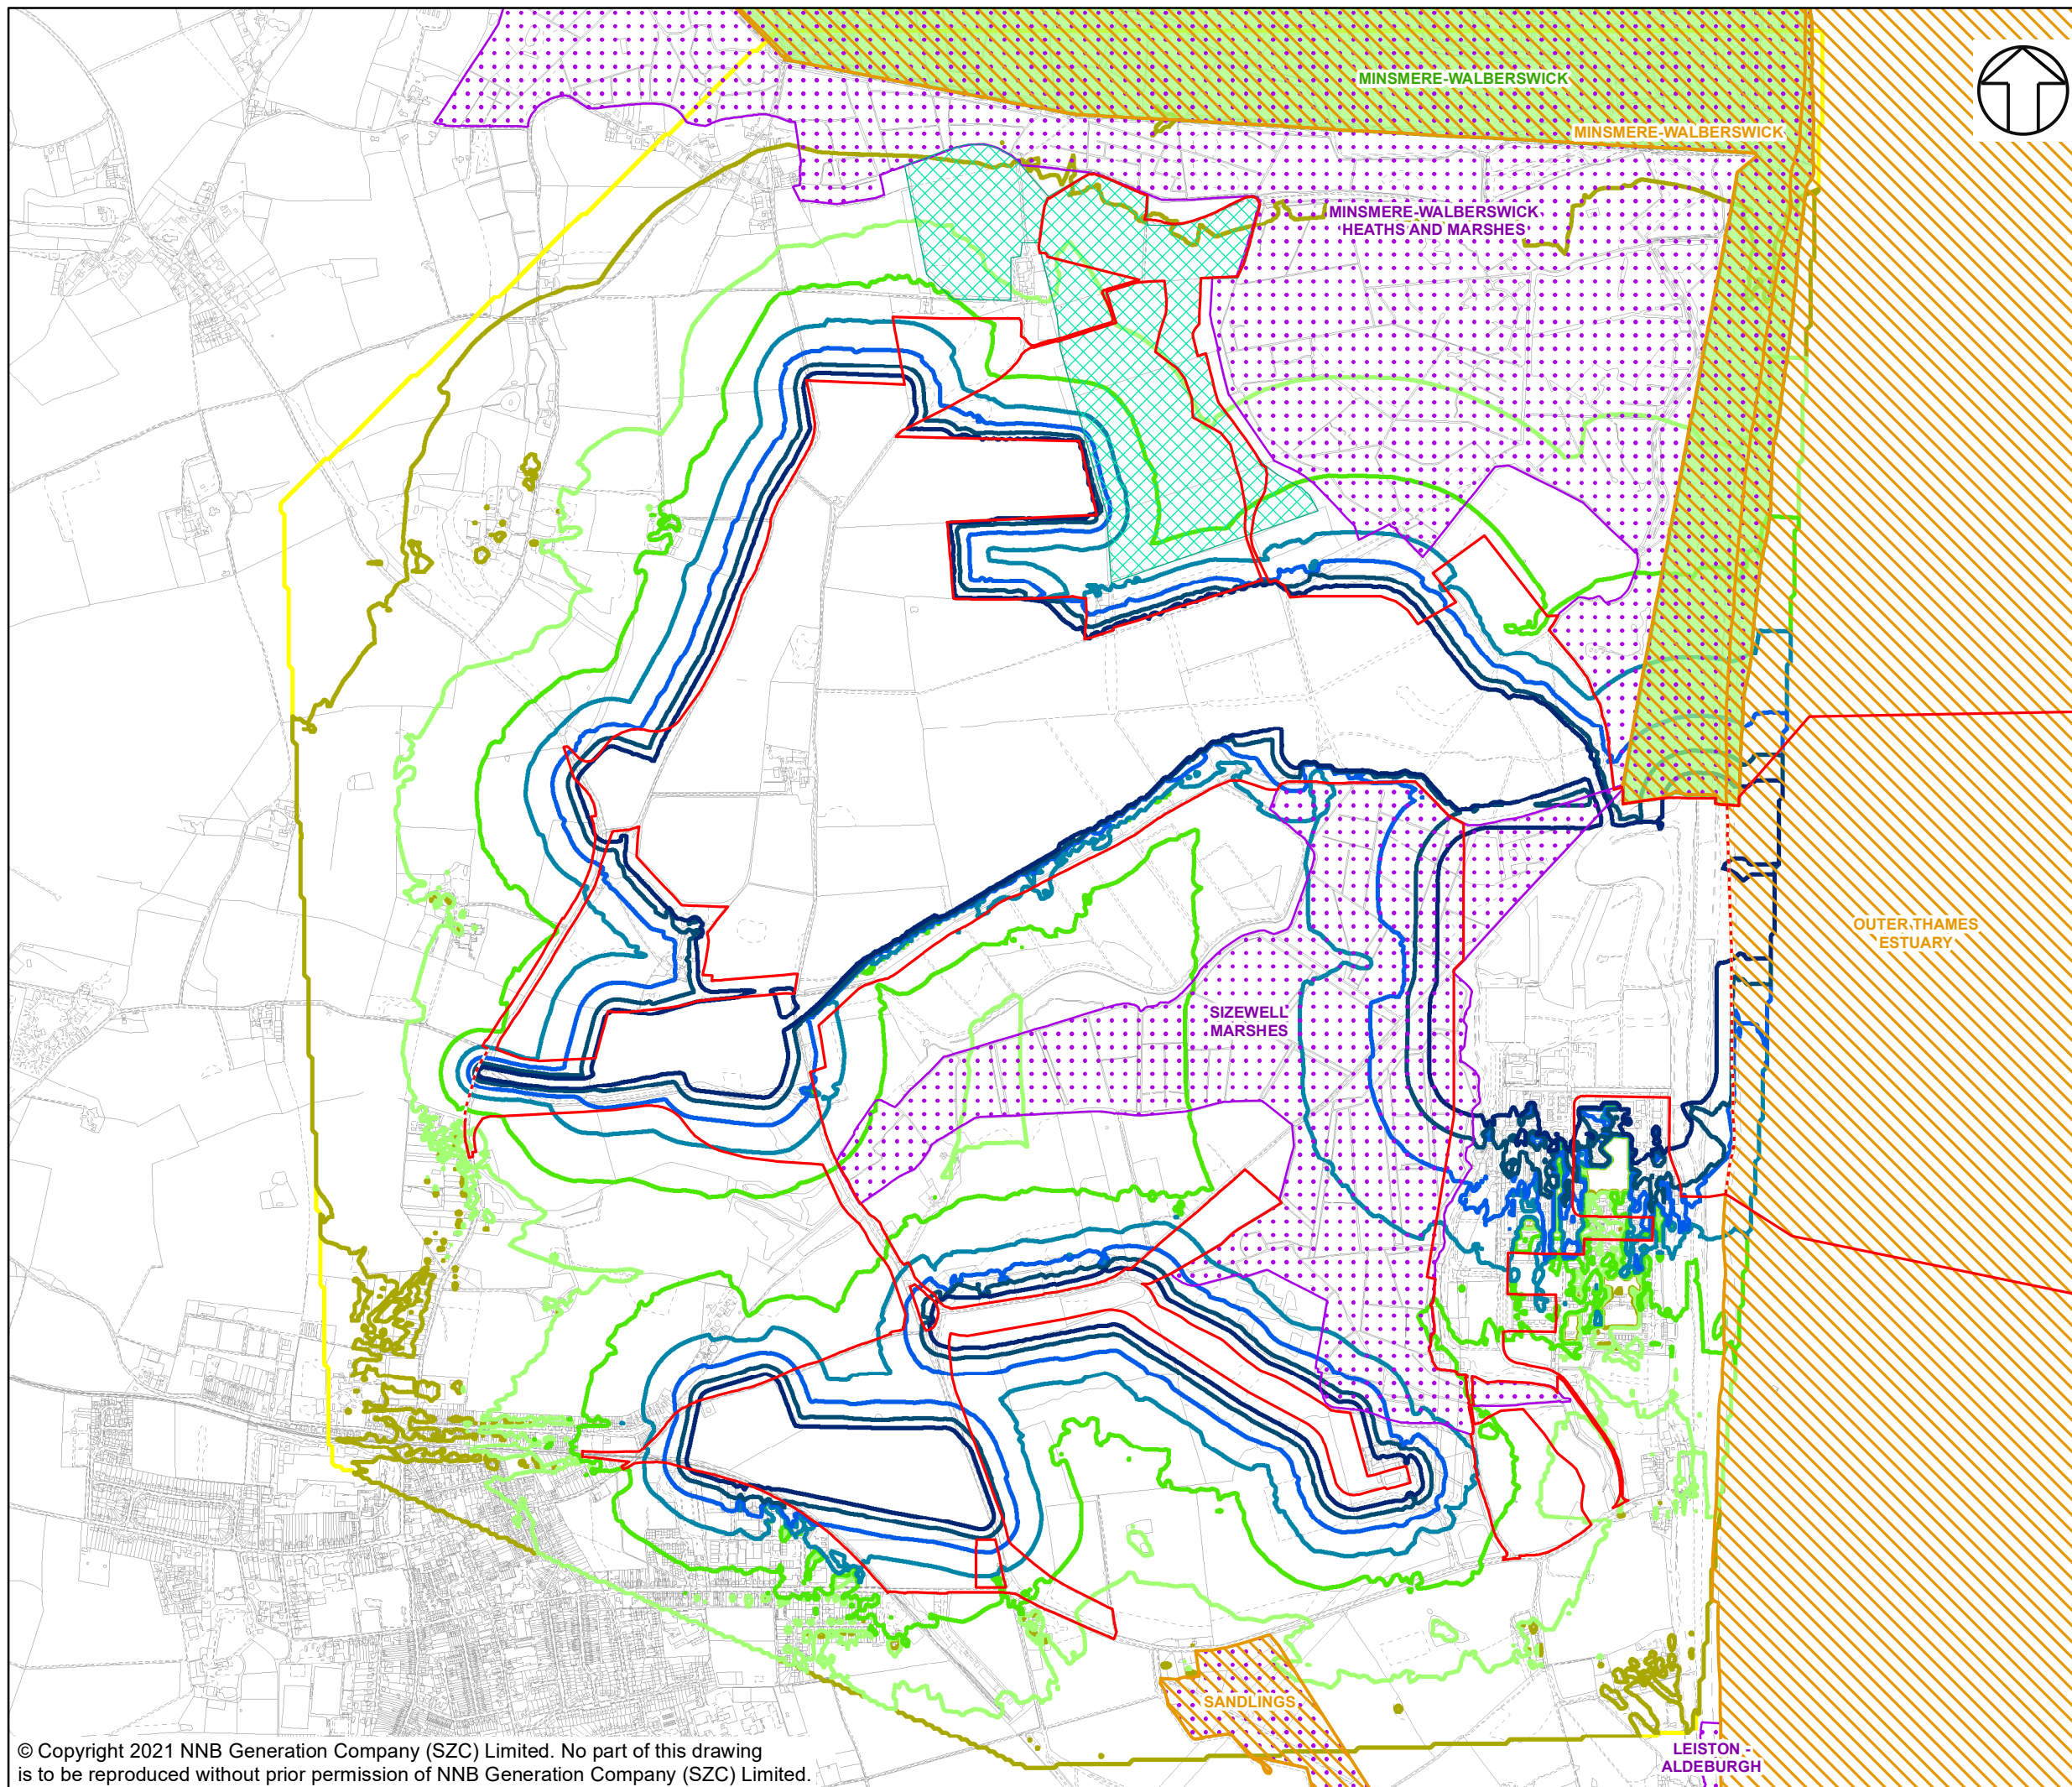 MINSMERE-WALBERSWICK
MINSMERE-WALBERSWICK
MINSMERE-WALBERSWICK
HEATHS AND MARSHES
OUTER THAMES
ESTUARY
SIZEWELL
MARSHES
SANDLINGS
LEISTON -
ALDEBURGH
© Copyright 2021 NNB Generation Company (SZC) Limited. No part of this drawing
is to be reproduced without prior permission of NNB Generation Company (SZC) Limited.